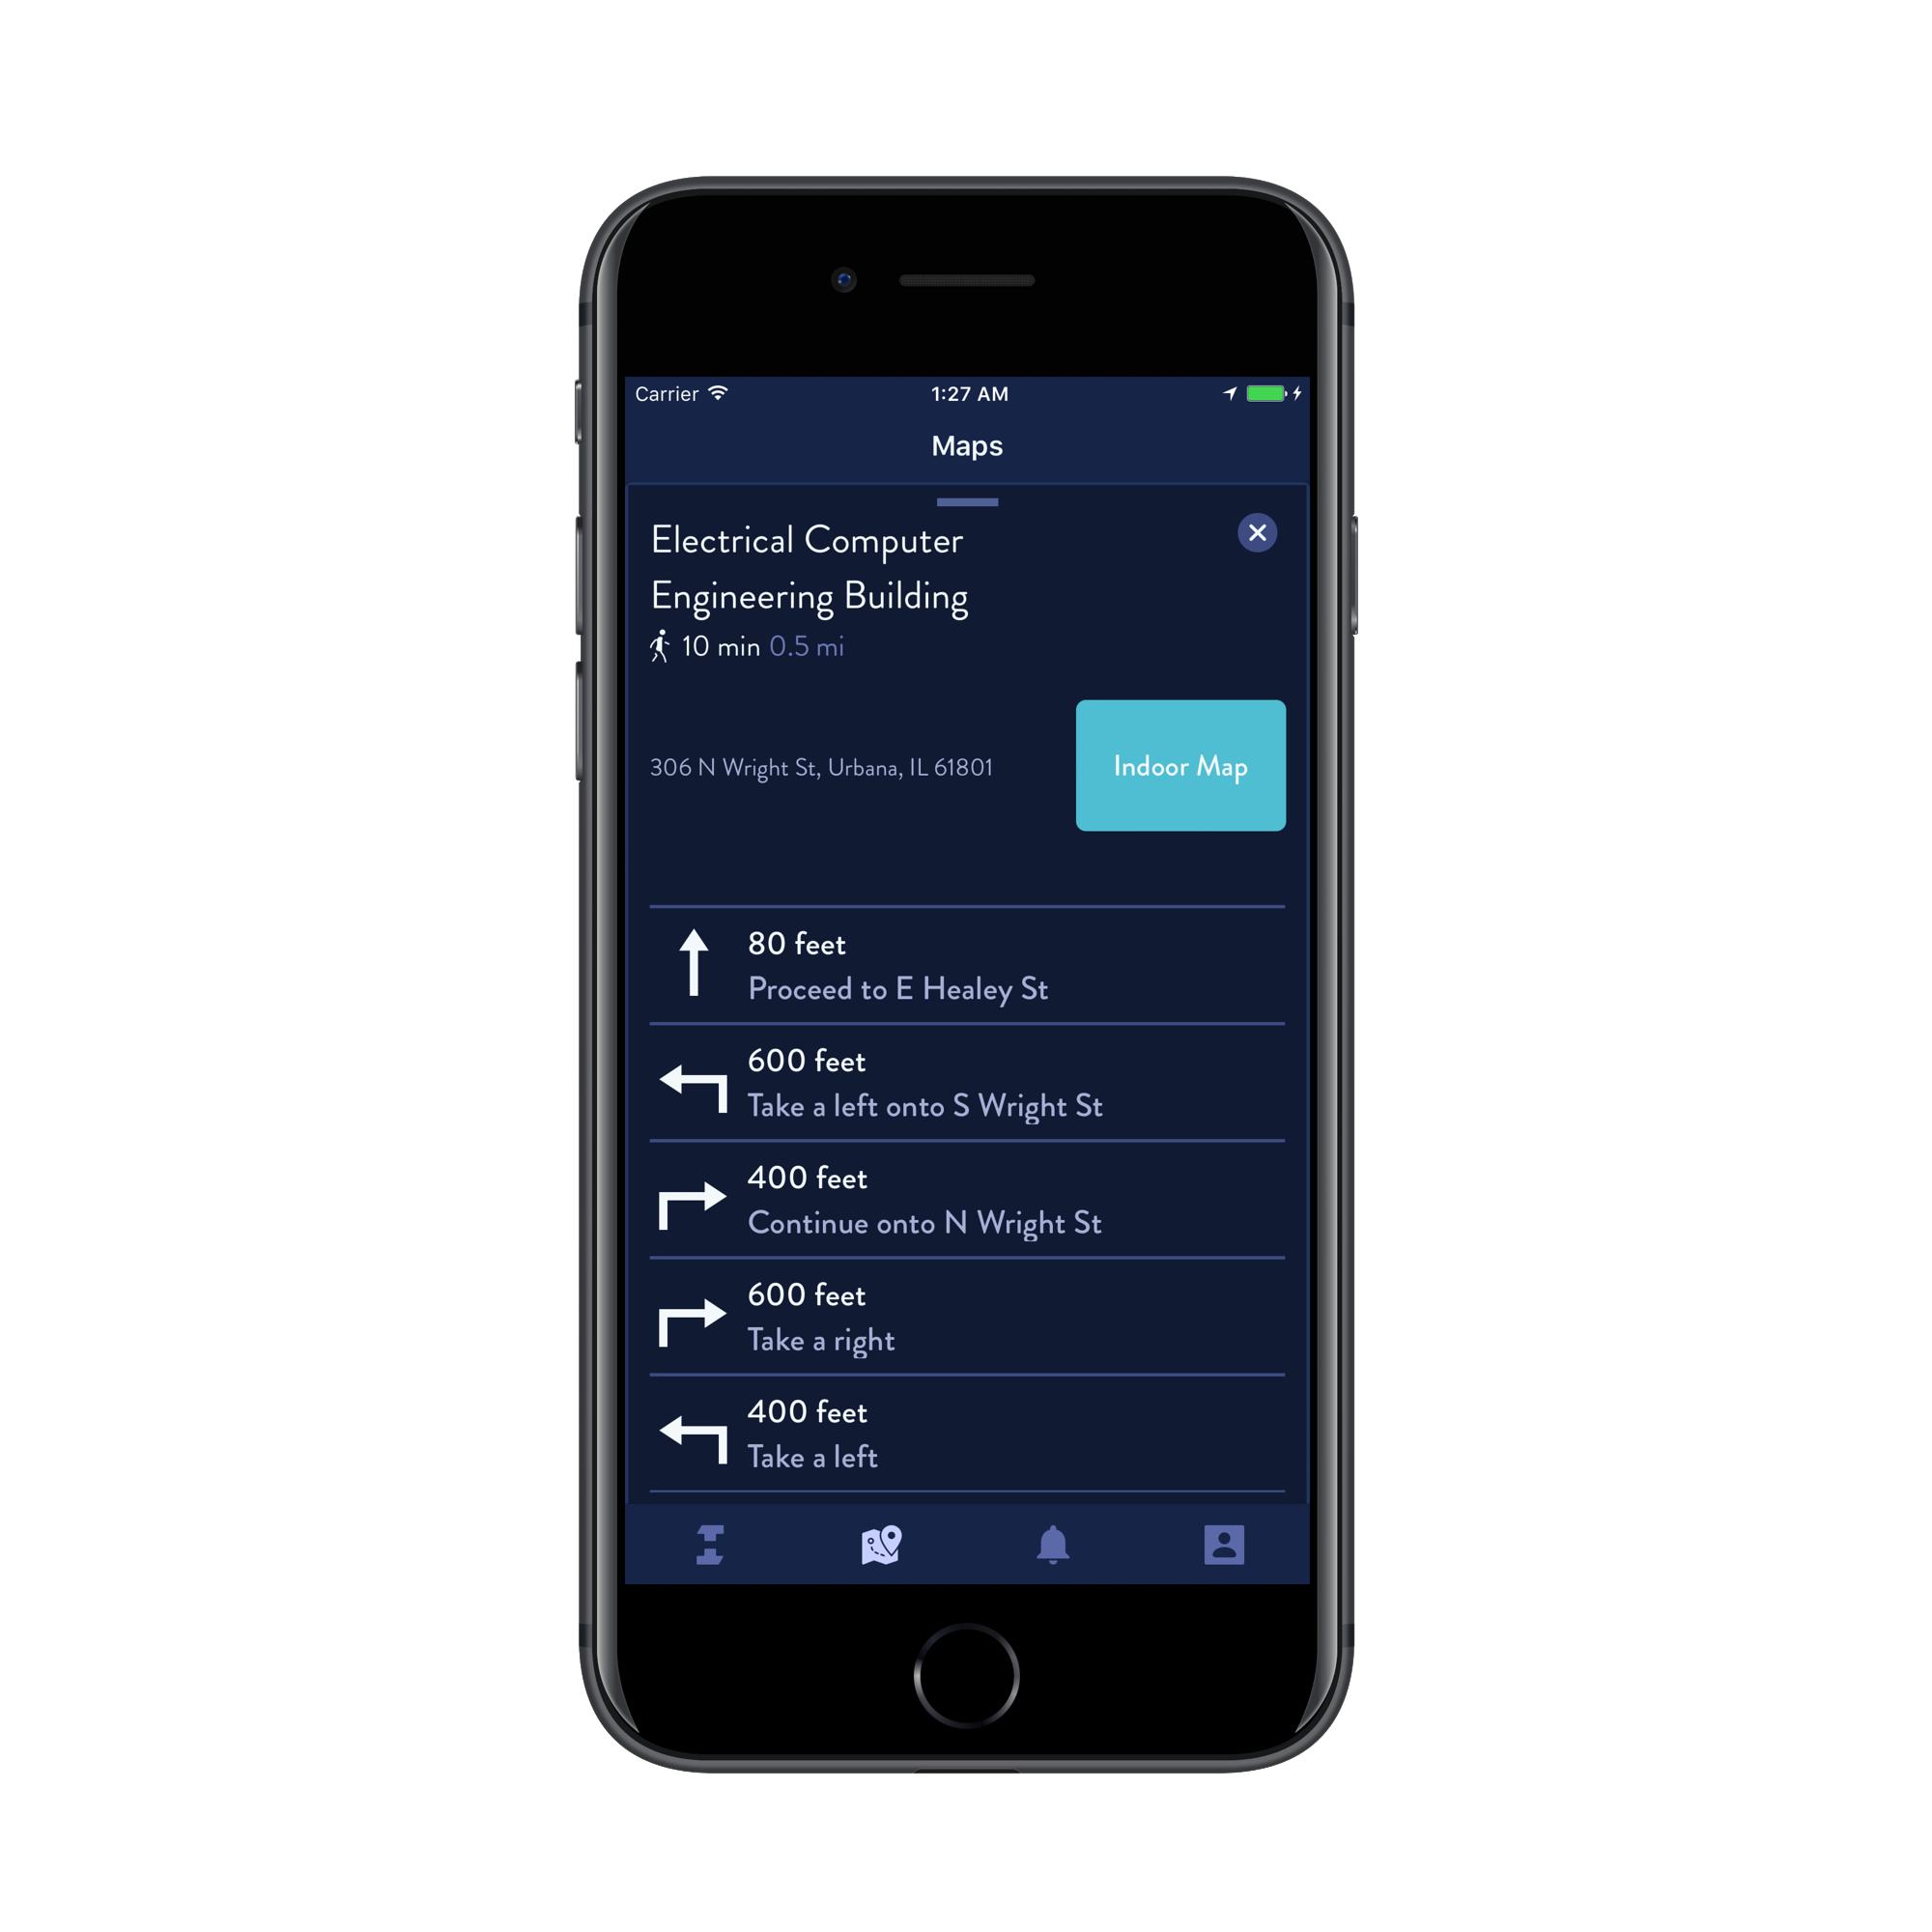 Carrier 1:27 AM
Maps
Electrical Computer
Engineering Building
10 min 0.5 mi
306 N Wright St, Urbana, IL 61801
Indoor Map
80 feet
Proceed to E Healey St
600 feet
Take a left onto S Wright St
400 feet
Continue onto N Wright St
600 feet
Take a right
400 feet
Take a left